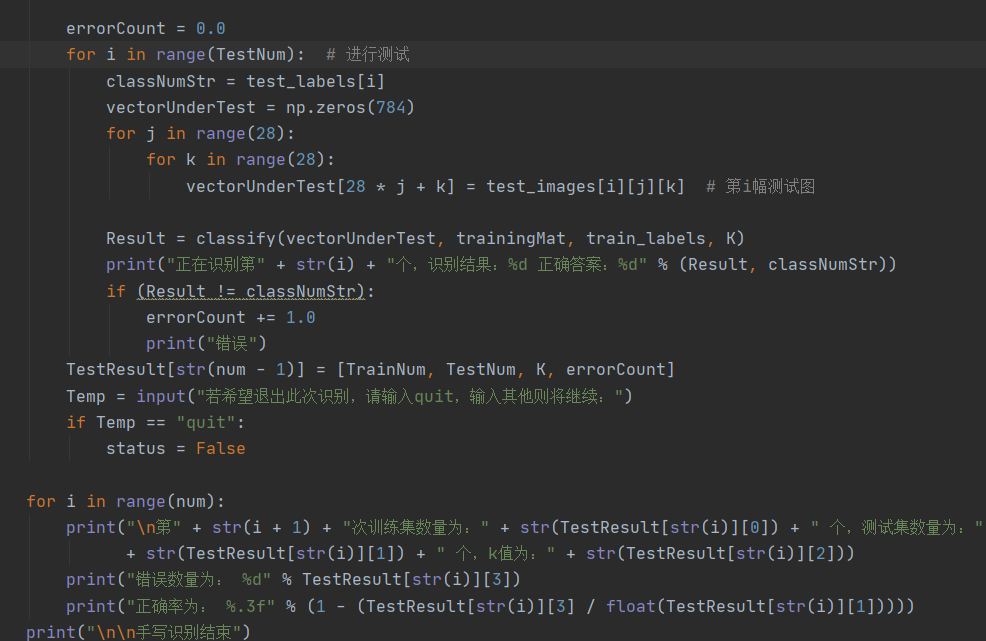 errorCount = 0.0
for i in range(TestNum):  # 进行测试
classNumStr = test_labels[i]
vectorUnderTest = np.zeros(784)
for j in range(28):
for k in range(28):
vectorUnderTest[28 * j + k] = test_images[i][j][k]  # 第i幅测试图
Result = classify(vectorUnderTest, trainingMat, train_labels, K)
print("正在识别第" + str(i) + "个，识别结果：%d 正确答案：%d" % (Result, classNumStr))
if (Result != classNumStr):
errorCount += 1.0
print("错误")
TestResult[str(num - 1)] = [TrainNum, TestNum, K, errorCount]
Temp = input("若希望退出此次识别，请输入quit，输入其他则将继续：")
if Temp == "quit":
status = False
for i in range(num):
print("\n第" + str(i + 1) + "次训练集数量为：" + str(TestResult[str(i)][0]) + " 个，测试集数量为："
+ str(TestResult[str(i)][1]) + " 个，k值为：" + str(TestResult[str(i)][2]))
print("错误数量为： %d" % TestResult[str(i)][3])
print("正确率为： %.3f" % (1 - (TestResult[str(i)][3] / float(TestResult[str(i)][1]))))
print("\n\n手写识别结束")